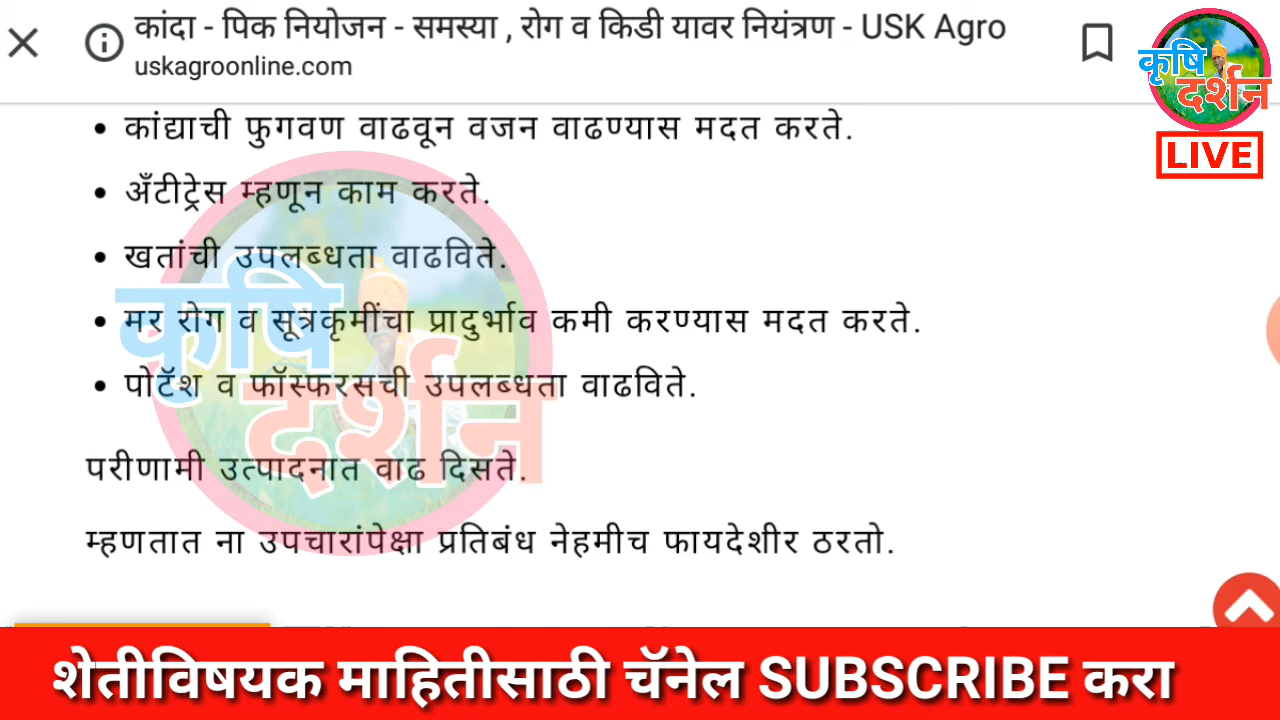 कांदा - पिक नियोजन - समस्या , रोग व किडी यावर नियंत्रण - USK Agro
uskagroonline.com
कृषि
दर्शन
LIVE
• कांद्याची फुगवण वाढवून वजन वाढण्यास मदत करते.
• अँटीट्रेस म्हणून काम करते.
• खतांची उपलब्धता वाढविते.
• मर रोग व सूत्रकृमींचा प्रादुर्भाव कमी करण्यास मदत करते.
• पोटॅश व फॉस्फरसची उपलब्धता वाढविते.
कृषि
दर्शन
परीणामी उत्पादनात वाढ दिसते.
म्हणतात ना उपचारांपेक्षा प्रतिबंध नेहमीच फायदेशीर ठरतो.
शेतीविषयक माहितीसाठी चॅनेल SUBSCRIBE करा